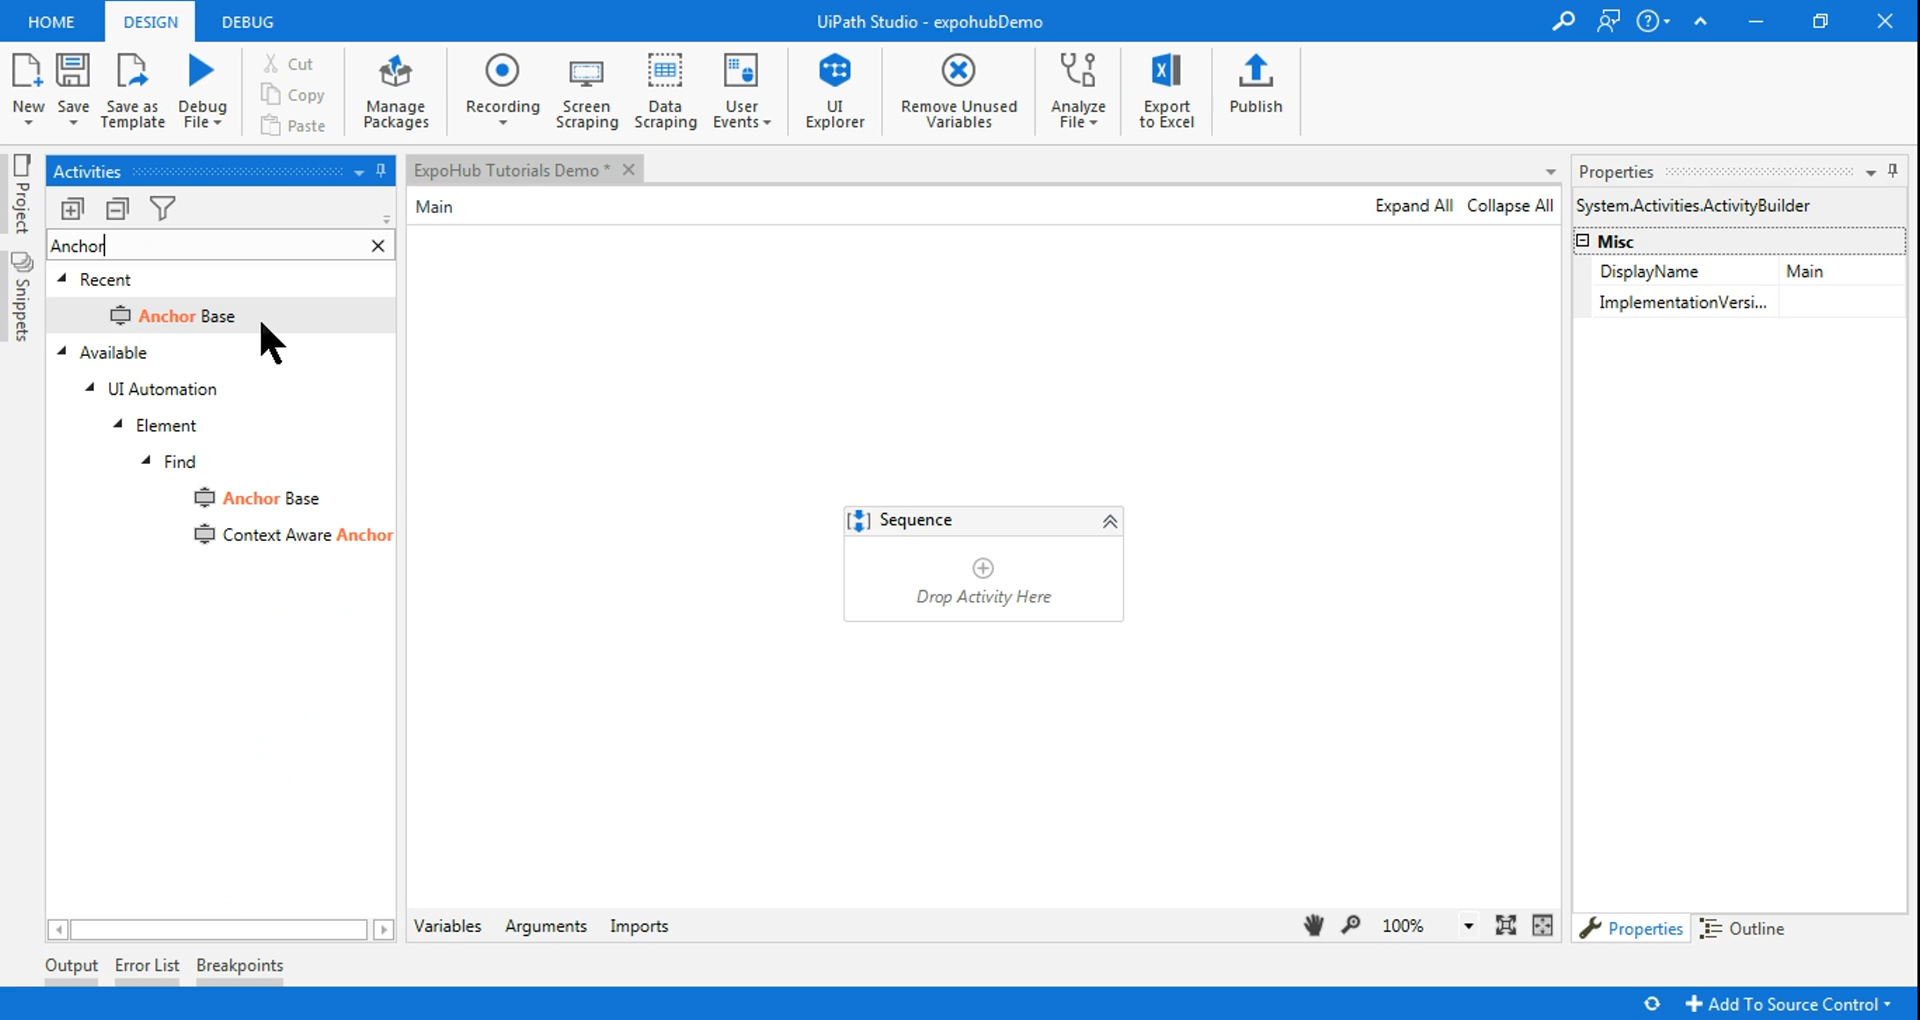 HOME DESIGN DEBUG
UiPath Studio - expohubDemo
New
Save
Save as
Template
Debug
File
Cut
Copy
Paste
Manage
Packages
Recording
Screen
Scraping
Data
Scraping
User
Events
UI
Explorer
Remove Unused
Variables
Analyze
File
Export
to Excel
Publish
Project
Snippets
Activities
Anchor
Recent
Anchor Base
Available
UI Automation
Element
Find
Anchor Base
Context Aware Anchor
ExpoHub Tutorials Demo *
Main
Expand All Collapse All
Sequence
Drop Activity Here
Variables Arguments Imports
100%
Properties
System.Activities.ActivityBuilder
Misc
DisplayName Main
ImplementationVersi...
Properties Outline
Output Error List Breakpoints
Add To Source Control